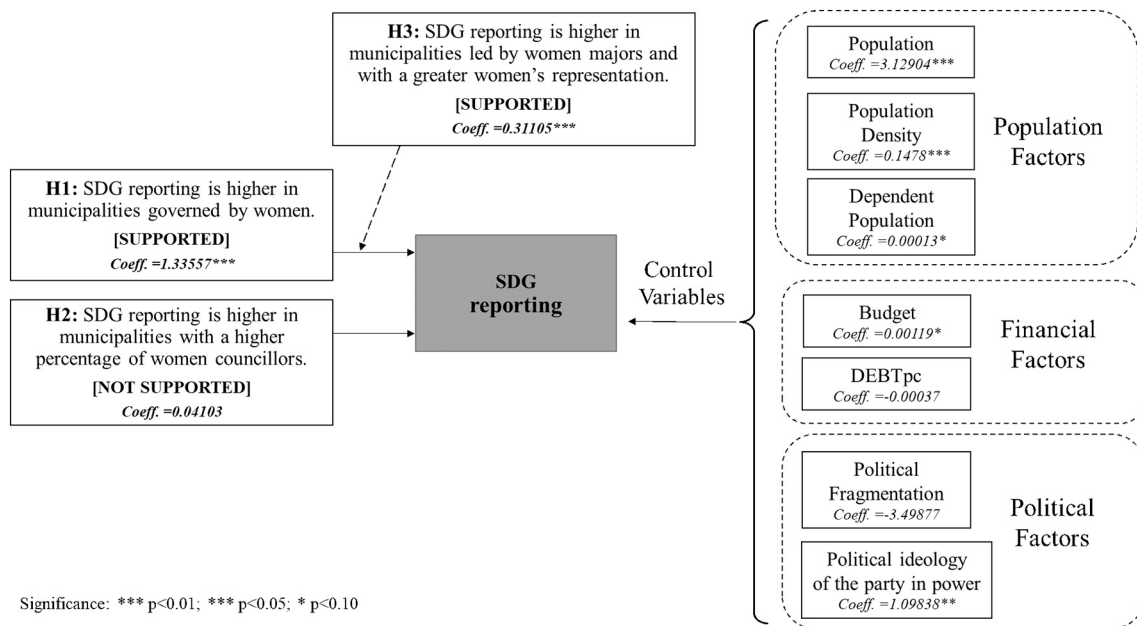 H3: SDG reporting is higher in
municipalities led by women majors and
with a greater women's representation.
[SUPPORTED]
Coeff. =0.31105***
H1: SDG reporting is higher in
municipalities governed by women.
[SUPPORTED]
Coeff. =1.33557***
H2: SDG reporting is higher in
municipalities with a higher
percentage of women councillors.
[NOT SUPPORTED]
Coeff. =0.04103
SDG
reporting
Control
Variables
Population
Coeff. =3.12904***
Population
Density
Coeff. =0.1478***
Dependent
Population
Coeff. =0.00013*
Population
Factors
Budget
Coeff. =0.00119*
DEBTpc
Coeff. =-0.00037
Financial
Factors
Political
Fragmentation
Coeff. =-3.49877
Political ideology
of the party in power
Coeff. =1.09838**
Political
Factors
Significance: *** p<0.01; *** p<0.05; * p<0.10